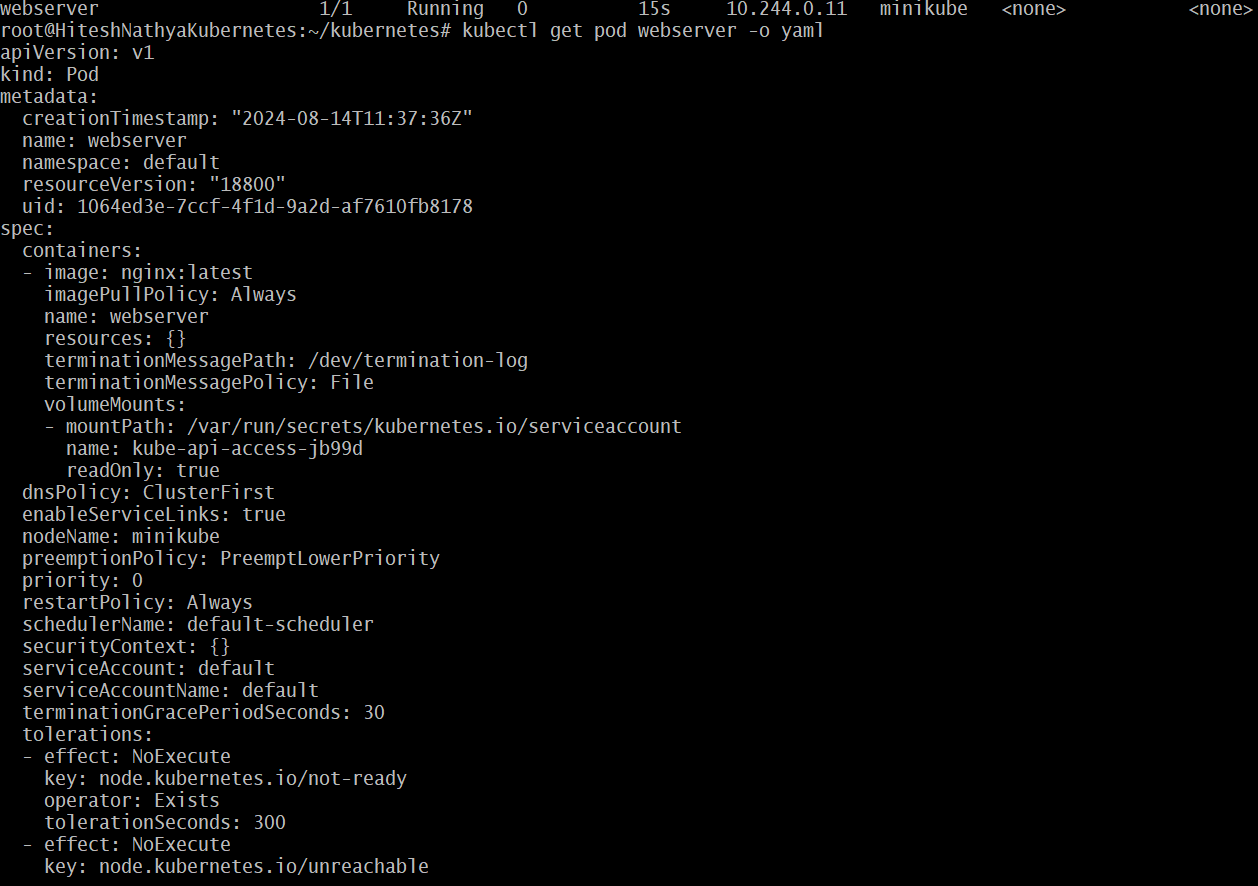 webserver                    1/1     Running   0          15s     10.244.0.11   minikube   <none>           <none>
root@HiteshNathyaKubernetes:~/kubernetes# kubectl get pod webserver -o yaml
apiVersion: v1
kind: Pod
metadata:
  creationTimestamp: "2024-08-14T11:37:36Z"
  name: webserver
  namespace: default
  resourceVersion: "18800"
  uid: 1064ed3e-7ccf-4f1d-9a2d-af7610fb8178
spec:
  containers:
  - image: nginx:latest
    imagePullPolicy: Always
    name: webserver
    resources: {}
    terminationMessagePath: /dev/termination-log
    terminationMessagePolicy: File
    volumeMounts:
    - mountPath: /var/run/secrets/kubernetes.io/serviceaccount
      name: kube-api-access-jb99d
      readOnly: true
  dnsPolicy: ClusterFirst
  enableServiceLinks: true
  nodeName: minikube
  preemptionPolicy: PreemptLowerPriority
  priority: 0
  restartPolicy: Always
  schedulerName: default-scheduler
  securityContext: {}
  serviceAccount: default
  serviceAccountName: default
  terminationGracePeriodSeconds: 30
  tolerations:
  - effect: NoExecute
    key: node.kubernetes.io/not-ready
    operator: Exists
    tolerationSeconds: 300
  - effect: NoExecute
    key: node.kubernetes.io/unreachable